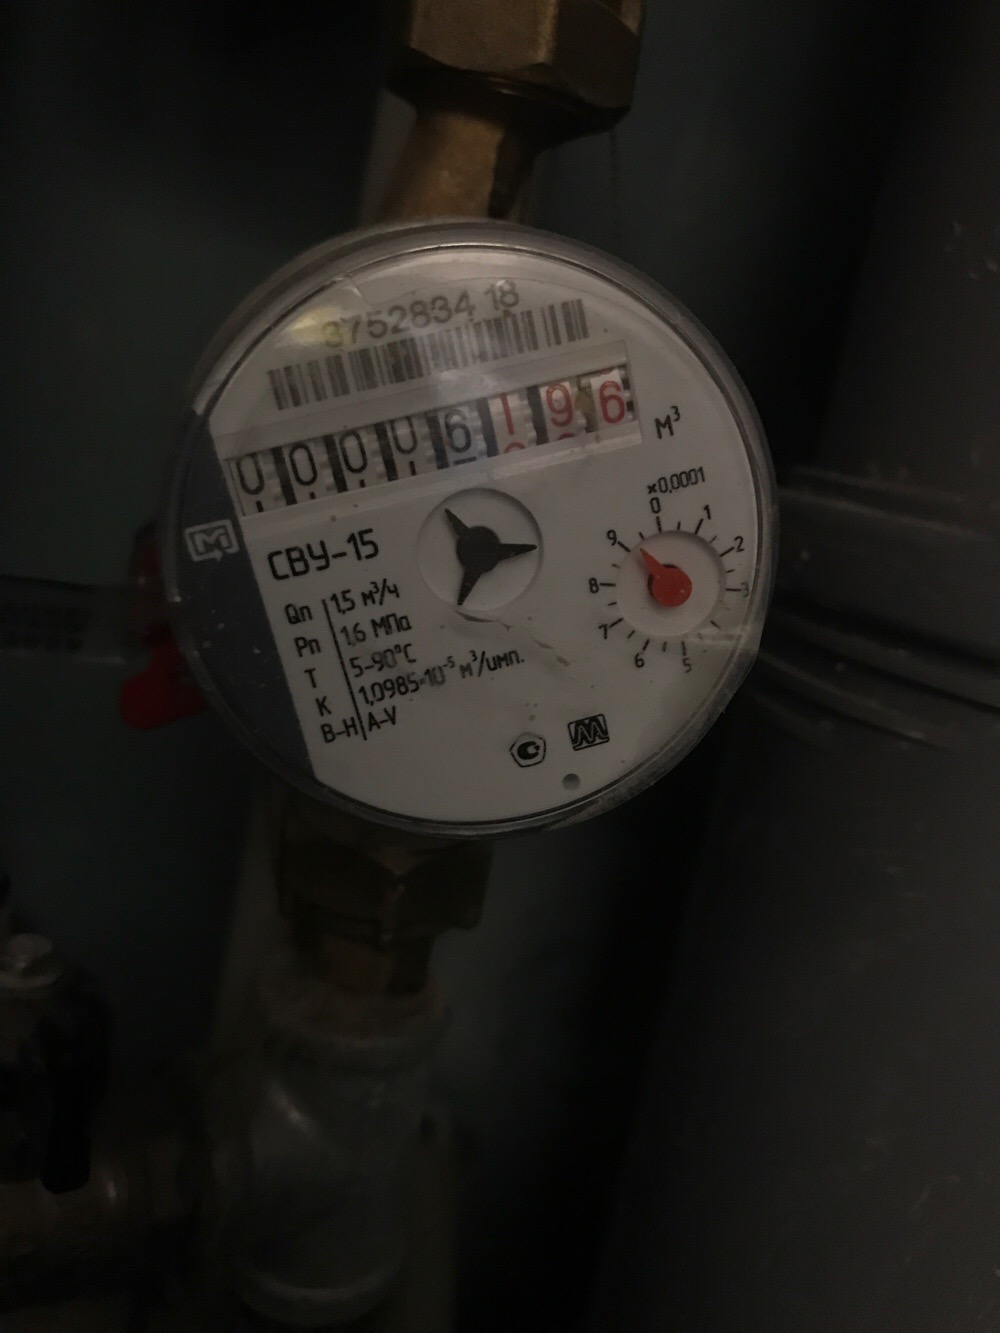 3752834 18
00006196 м³
×0,0001
0 1 2 3 5 6 7 8 9
СВУ-15
Qn 1,5 м³/ч
Pn 1,6 МПа
T 5-90°C
K 1,0985·10⁻⁵ м³/имп.
В-Н A-V